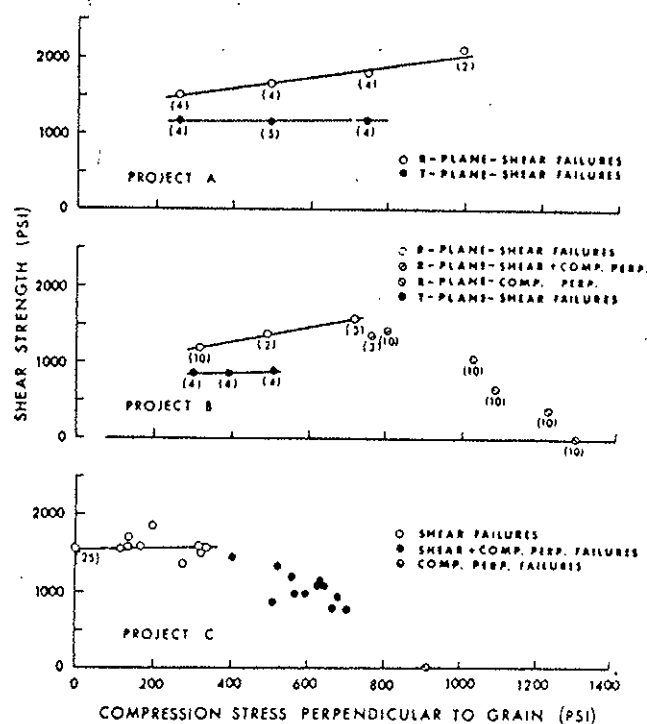 2000
(4)
(4)
(4)
(2)
1000
(4)
(5)
(4)
PROJECT A
R-PLANE-SHEAR FAILURES
T-PLANE-SHEAR FAILURES
0
SHEAR STRENGTH (PSI)
R-PLANE-SHEAR FAILURES
R-PLANE-SHEAR+COMP. PERP.
R-PLANE-COMP. PERP.
T-PLANE-SHEAR FAILURES
2000
(10)
(2)
(3)
(3)
(10)
1000
(4)
(4)
(4)
(10)
(10)
(10)
(10)
PROJECT B
0
2000
(25)
SHEAR FAILURES
SHEAR+COMP. PERP. FAILURES
COMP. PERP. FAILURES
1000
PROJECT C
0
0 200 400 600 800 1000 1200 1400
COMPRESSION STRESS PERPENDICULAR TO GRAIN (PSI)